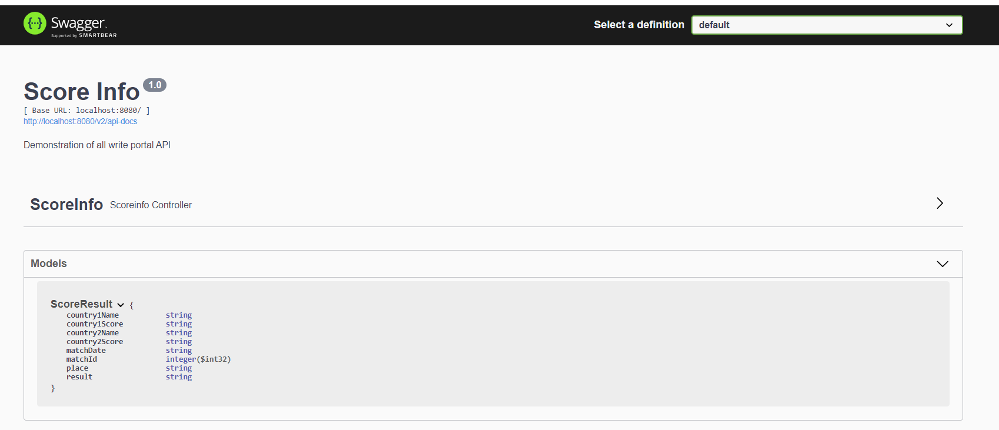 {···} Swagger™
Supported by SMARTBEAR
Select a definition default
Score Info 1.0
[ Base URL: localhost:8080/ ]
http://localhost:8080/v2/api-docs
Demonstration of all write portal API
ScoreInfo Scoreinfo Controller
Models
ScoreResult {
country1Name string
country1Score string
country2Name string
country2Score string
matchDate string
matchId integer($int32)
place string
result string
}